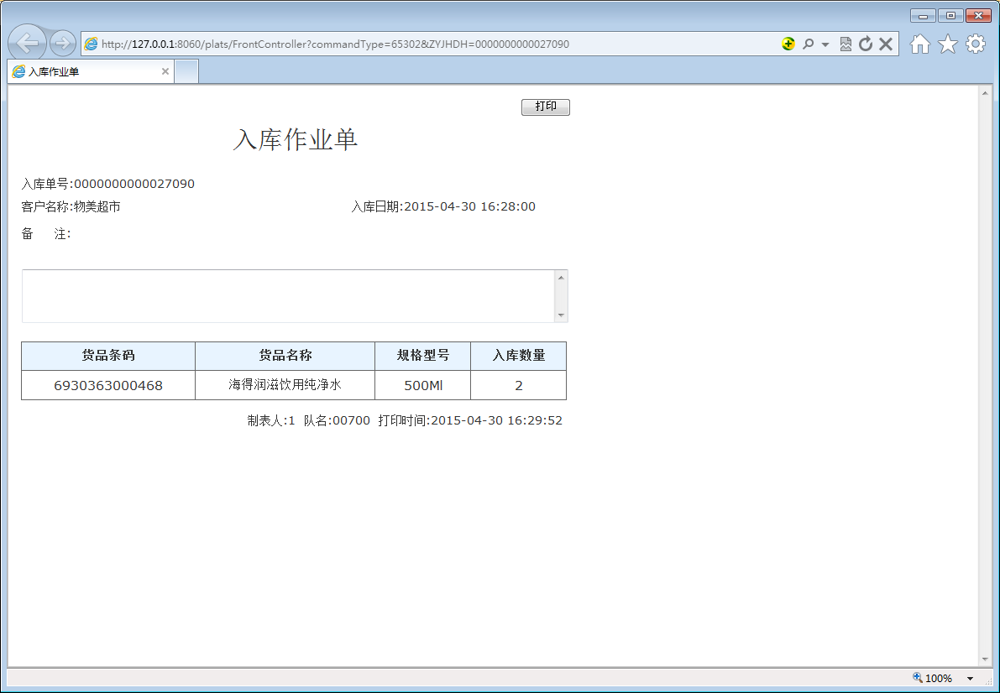 http://127.0.0.1:8060/plats/FrontController?commandType=65302&ZYJHDH=0000000000027090
入库作业单
打印
入库作业单
入库单号:0000000000027090
客户名称:物美超市 入库日期:2015-04-30 16:28:00
备 注:
货品条码 货品名称 规格型号 入库数量
6930363000468 海得润滋饮用纯净水 500Ml 2
制表人:1 队名:00700 打印时间:2015-04-30 16:29:52
100%